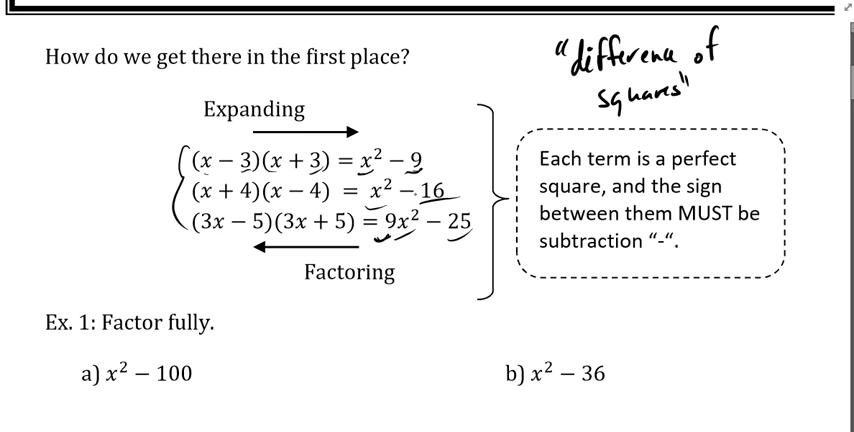 How do we get there in the first place?
"difference of
squares"
Expanding
(x − 3)(x + 3) = x² − 9
(x + 4)(x − 4) = x² − 16
(3x − 5)(3x + 5) = 9x² − 25
Factoring
Each term is a perfect
square, and the sign
between them MUST be
subtraction “-“.
Ex. 1: Factor fully.
a) x² − 100
b) x² − 36